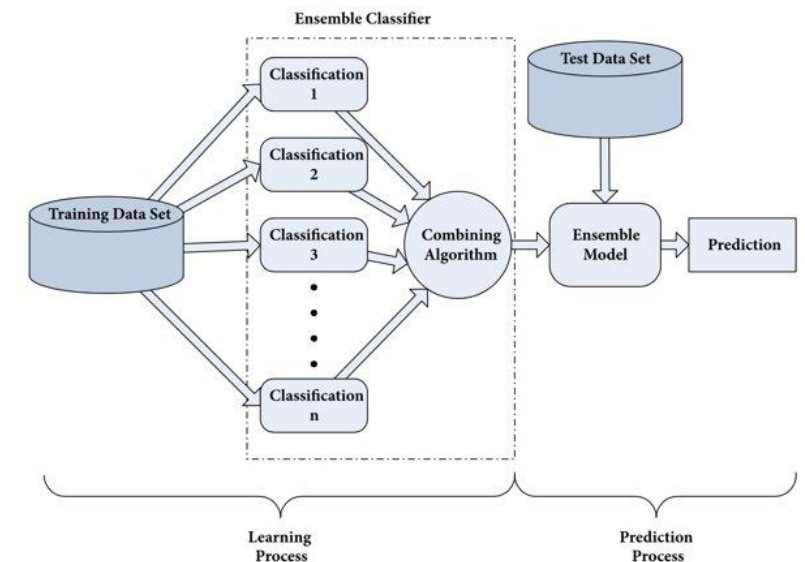 Ensemble Classifier
Classification
1
Test Data Set
Classification
2
Training Data Set
Classification
3
Combining
Algorithm
Ensemble
Model
Prediction
Classification
n
Learning
Process
Prediction
Process